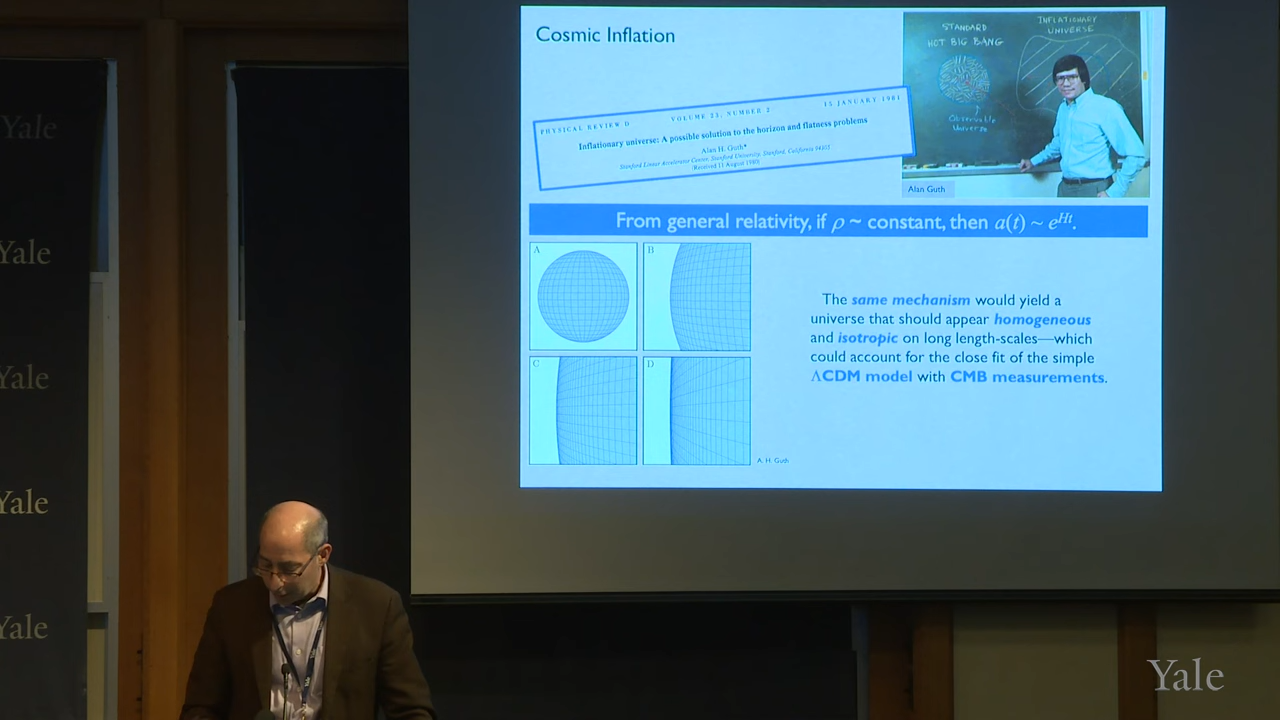 Cosmic Inflation
PHYSICAL REVIEW D VOLUME 23, NUMBER 2 15 JANUARY 1981
Inflationary universe: A possible solution to the horizon and flatness problems
Alan H. Guth*
Stanford Linear Accelerator Center, Stanford University, Stanford, California 94305
(Received 11 August 1980)
STANDARD
HOT BIG BANG
INFLATIONARY
UNIVERSE
Observable
Universe
Alan Guth
From general relativity, if ρ ~ constant, then a(t) ~ e^{Ht}.
A
B
C
D
A. H. Guth
The same mechanism would yield a
universe that should appear homogeneous
and isotropic on long length-scales—which
could account for the close fit of the simple
ΛCDM model with CMB measurements.
Yale
Yale
Yale
Yale
Yale
Yale